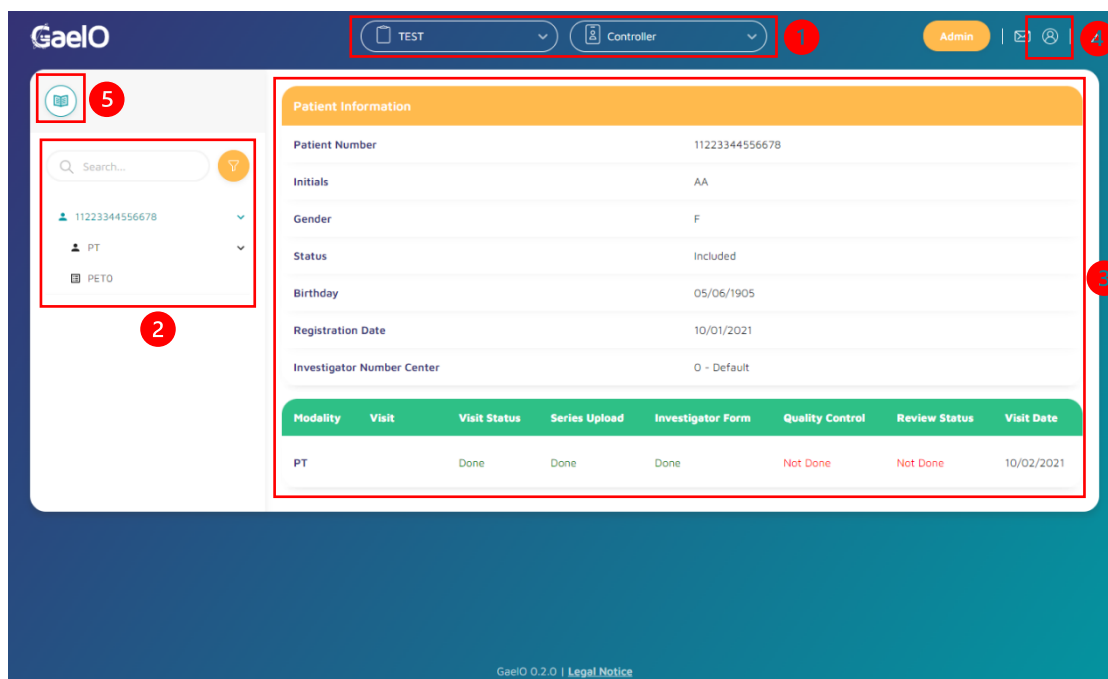 GaelO
TEST
Controller
1
Admin
4
5
Search...
11223344556678
PT
PET0
2
Patient Information
Patient Number 11223344556678
Initials AA
Gender F
Status Included
Birthday 05/06/1905
Registration Date 10/01/2021
Investigator Number Center 0 - Default
3
Modality Visit Visit Status Series Upload Investigator Form Quality Control Review Status Visit Date
PT Done Done Done Not Done Not Done 10/02/2021
GaelO 0.2.0 | Legal Notice